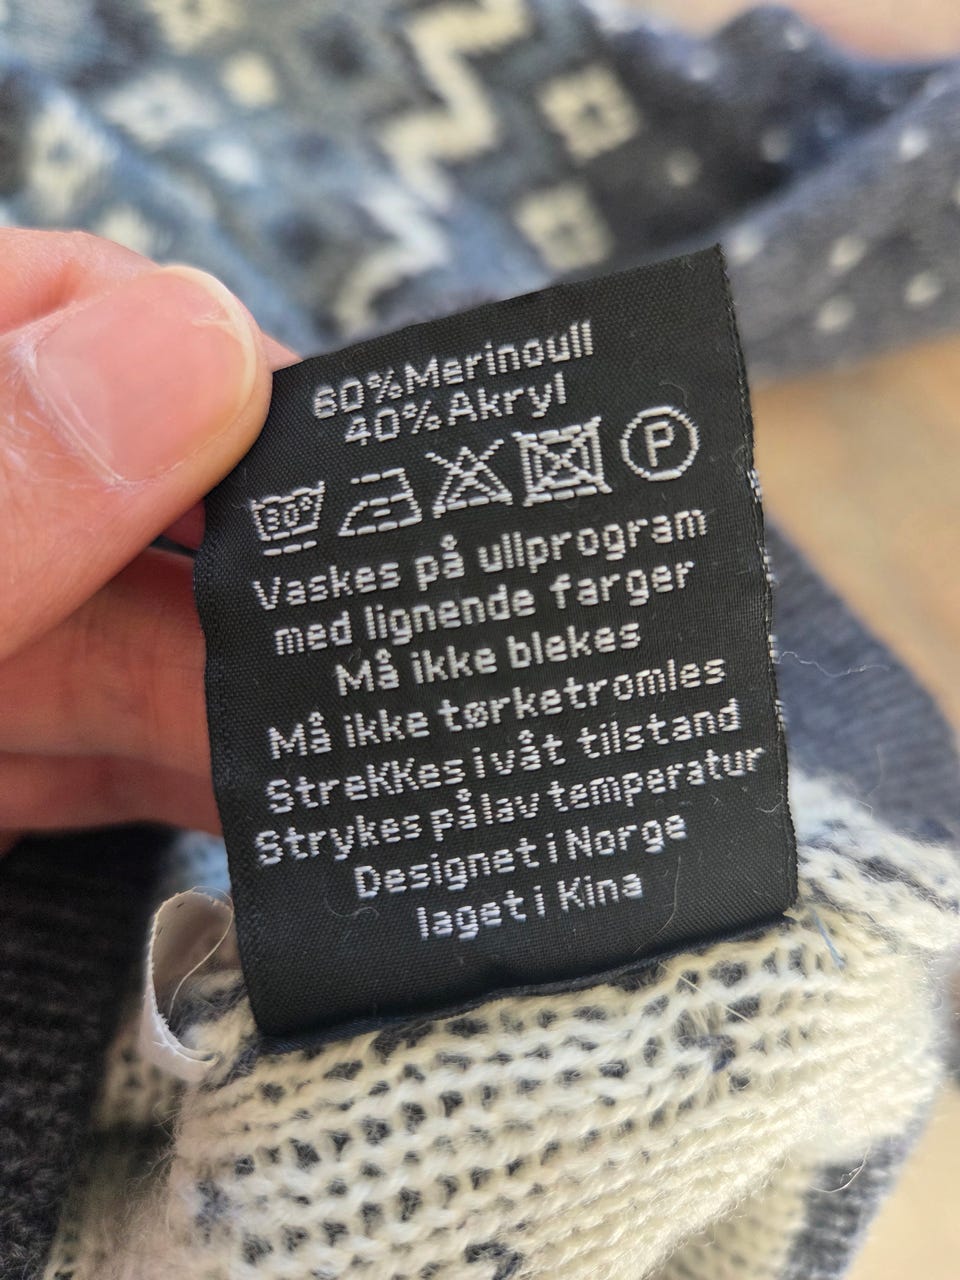 60%Merinoull
40%Akryl
30° P
Vaskes på ullprogram
med lignende farger
Må ikke blekes
Må ikke tørketromles
StreKKes i våt tilstand
Strykes på lav temperatur
Designet i Norge
laget i Kina